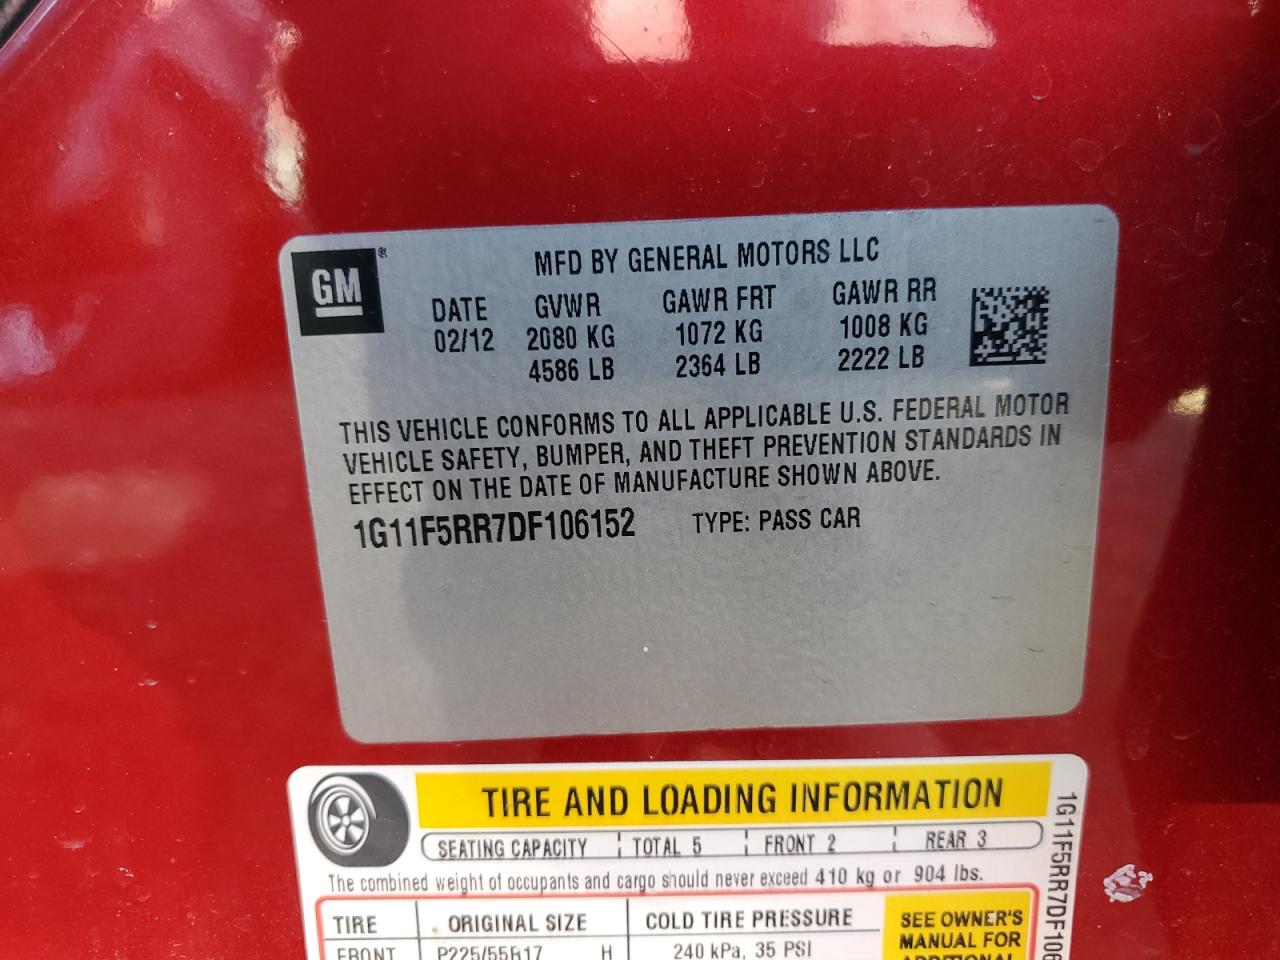 GM®
MFD BY GENERAL MOTORS LLC
DATE GVWR GAWR FRT GAWR RR
02/12 2080 KG 1072 KG 1008 KG
4586 LB 2364 LB 2222 LB
THIS VEHICLE CONFORMS TO ALL APPLICABLE U.S. FEDERAL MOTOR
VEHICLE SAFETY, BUMPER, AND THEFT PREVENTION STANDARDS IN
EFFECT ON THE DATE OF MANUFACTURE SHOWN ABOVE.
1G11F5RR7DF106152 TYPE: PASS CAR
TIRE AND LOADING INFORMATION
SEATING CAPACITY TOTAL 5 FRONT 2 REAR 3
The combined weight of occupants and cargo should never exceed 410 kg or 904 lbs.
TIRE ORIGINAL SIZE COLD TIRE PRESSURE
FRONT P225/55R17 H 240 kPa, 35 PSI
SEE OWNER'S
MANUAL FOR
ADDITIONAL
1G11F5RR7DF106